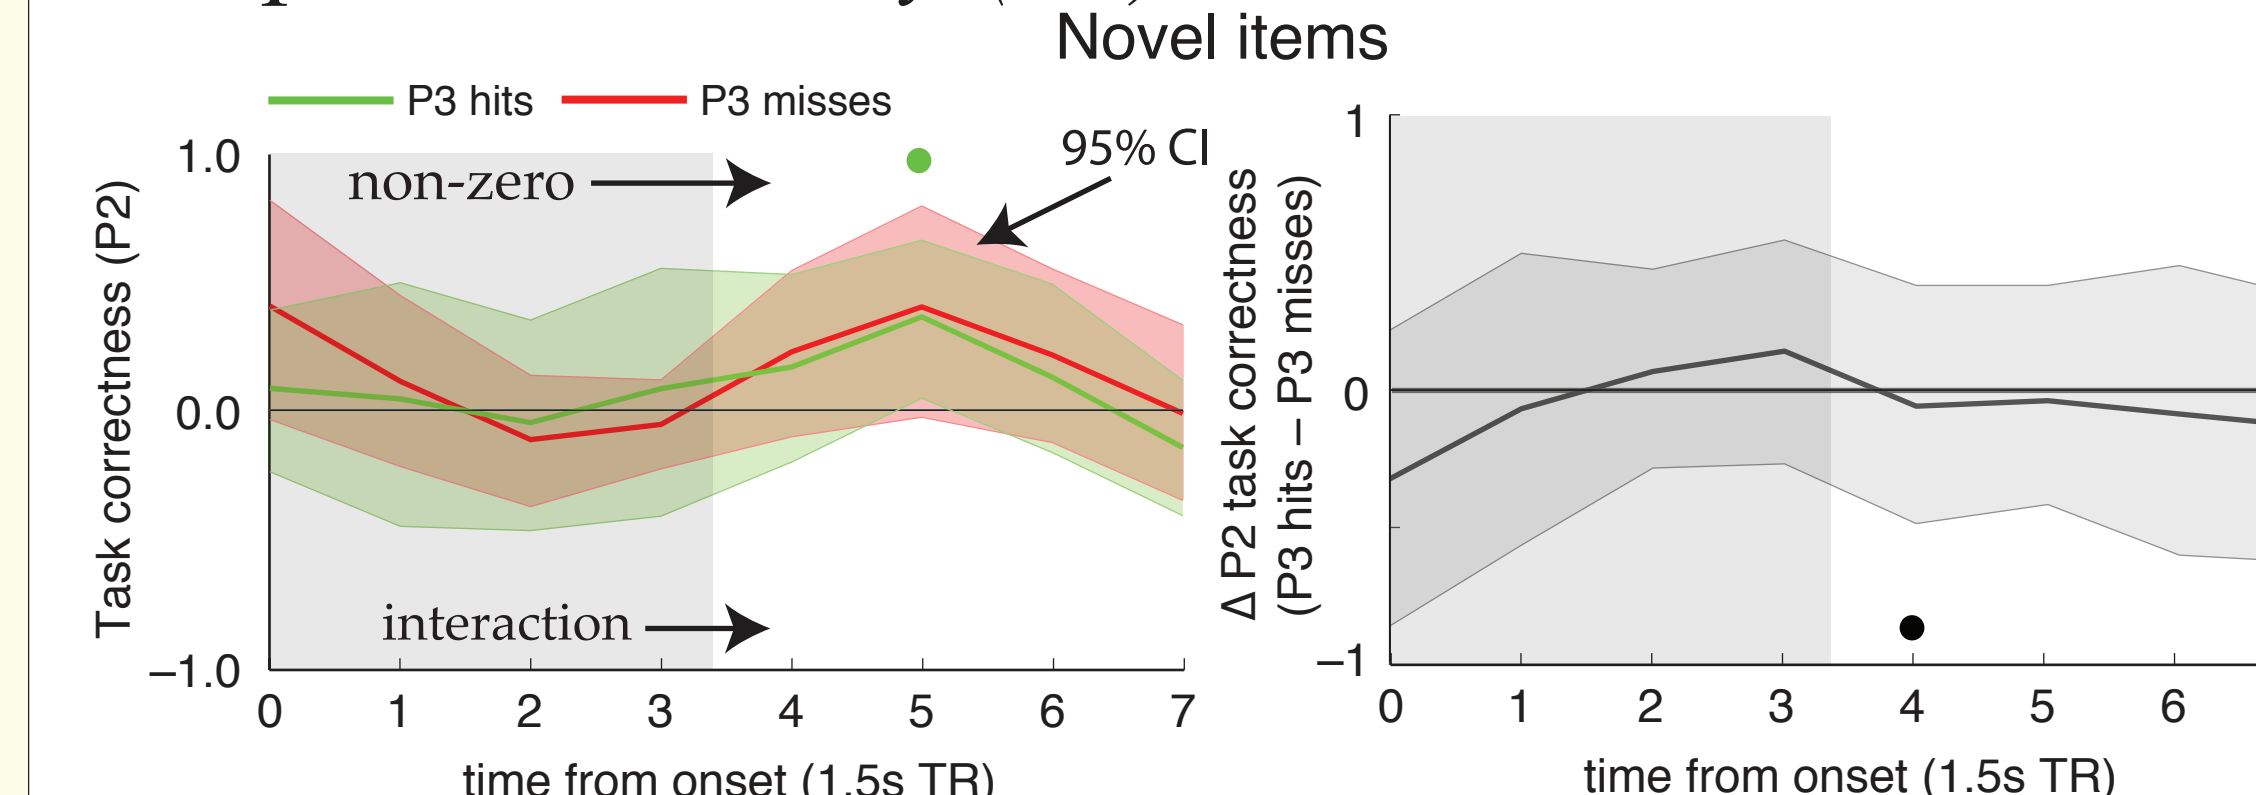 Novel items
P3 hits
P3 misses
95% CI
non-zero
interaction
Task correctness (P2)
1.0
0.0
−1.0
0 1 2 3 4 5 6 7
time from onset (1.5s TR)
Δ P2 task correctness
(P3 hits − P3 misses)
1
0
−1
0 1 2 3 4 5 6
time from onset (1.5s TR)